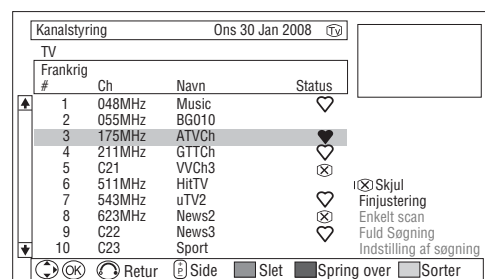 Kanalstyring Ons 30 Jan 2008 TV
TV
Frankrig
# Ch Navn Status
1 048MHz Music
2 055MHz BG010
3 175MHz ATVCh
4 211MHz GTTCh
5 C21 VVCh3
6 511MHz HitTV
7 543MHz uTV2
8 623MHz News2
9 C22 News3
10 C23 Sport
Skjul
Finjustering
Enkelt scan
Fuld Søgning
Indstilling af søgning
OK Retur P Side Slet Spring over Sorter